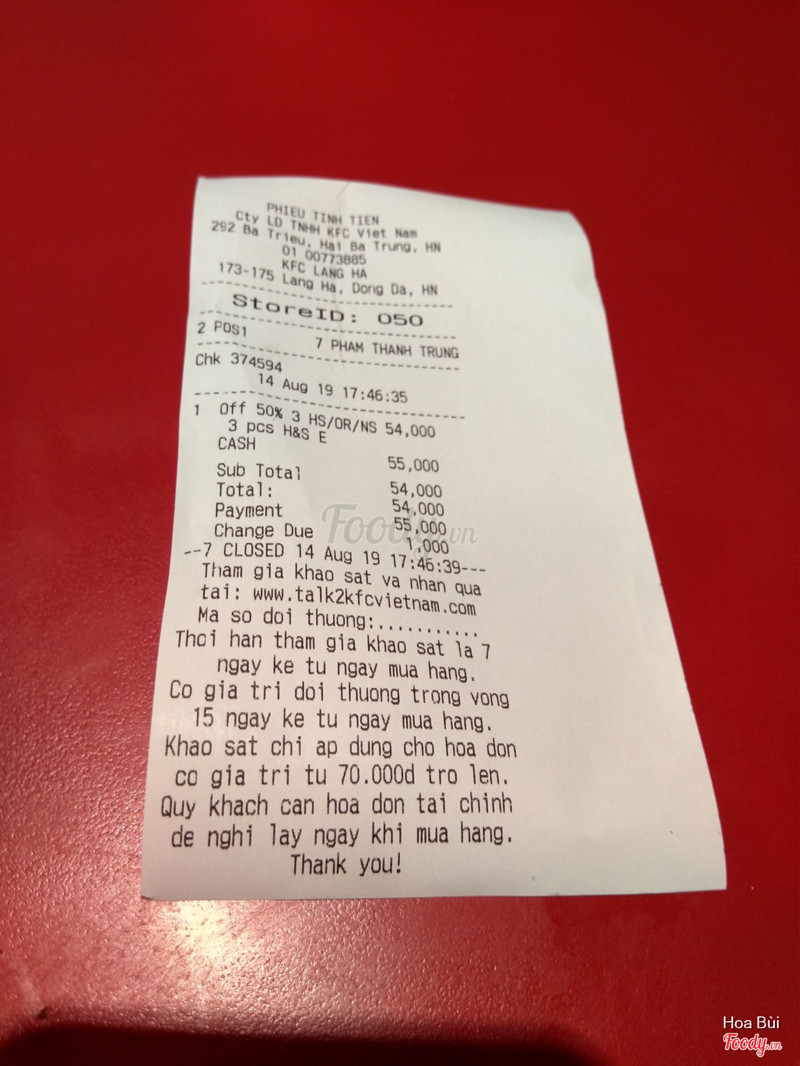 PHIEU TINH TIEN
Cty LD TNHH KFC Viet Nam
292 Ba Trieu, Hai Ba Trung, HN
01 00773885
KFC LANG HA
173-175 Lang Ha, Dong Da, HN
StoreID: 050
2 POS1 7 PHAM THANH TRUNG
Chk 374594
14 Aug 19 17:46:35
1 Off 50% 3 HS/OR/NS 54,000
3 pcs H&S E
CASH 55,000
Sub Total 54,000
Total: 54,000
Payment 55,000
Change Due 1,000
--7 CLOSED 14 Aug 19 17:46:39---
Tham gia khao sat va nhan qua
tai: www.talk2kfcvietnam.com
Ma so doi thuong:...........
Thoi han tham gia khao sat la 7
ngay ke tu ngay mua hang.
Co gia tri doi thuong trong vong
15 ngay ke tu ngay mua hang.
Khao sat chi ap dung cho hoa don
co gia tri tu 70.000d tro len.
Quy khach can hoa don tai chinh
de nghi lay ngay khi mua hang.
Thank you!
Foody.vn
Hoa Bùi
Foody.vn